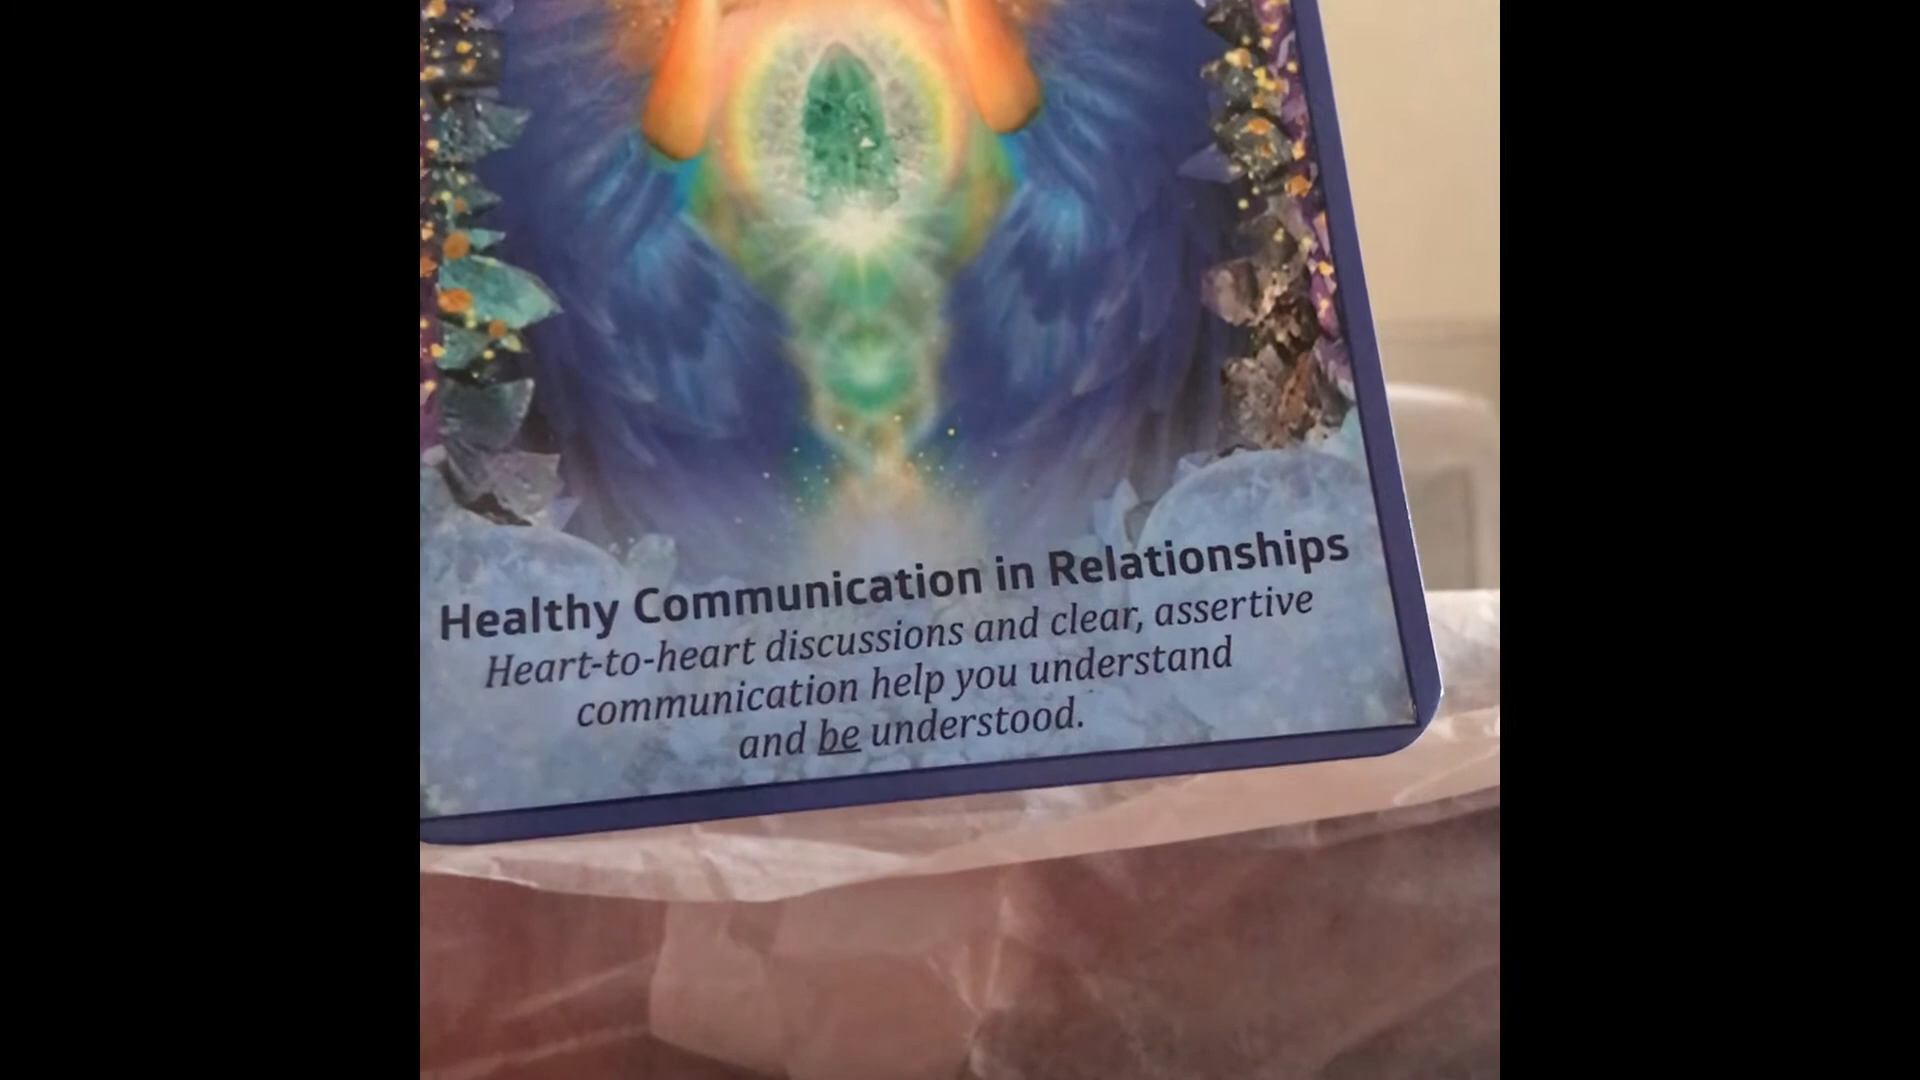 Healthy Communication in Relationships
Heart-to-heart discussions and clear, assertive
communication help you understand
and be understood.